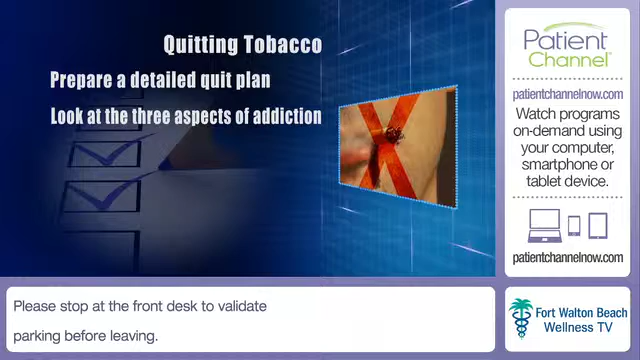 Quitting Tobacco
Prepare a detailed quit plan
Look at the three aspects of addiction
Patient
Channel
patientchannelnow.com
Watch programs
on-demand using
your computer,
smartphone or
tablet device.
patientchannelnow.com
Please stop at the front desk to validate
parking before leaving.
Fort Walton Beach
Wellness TV